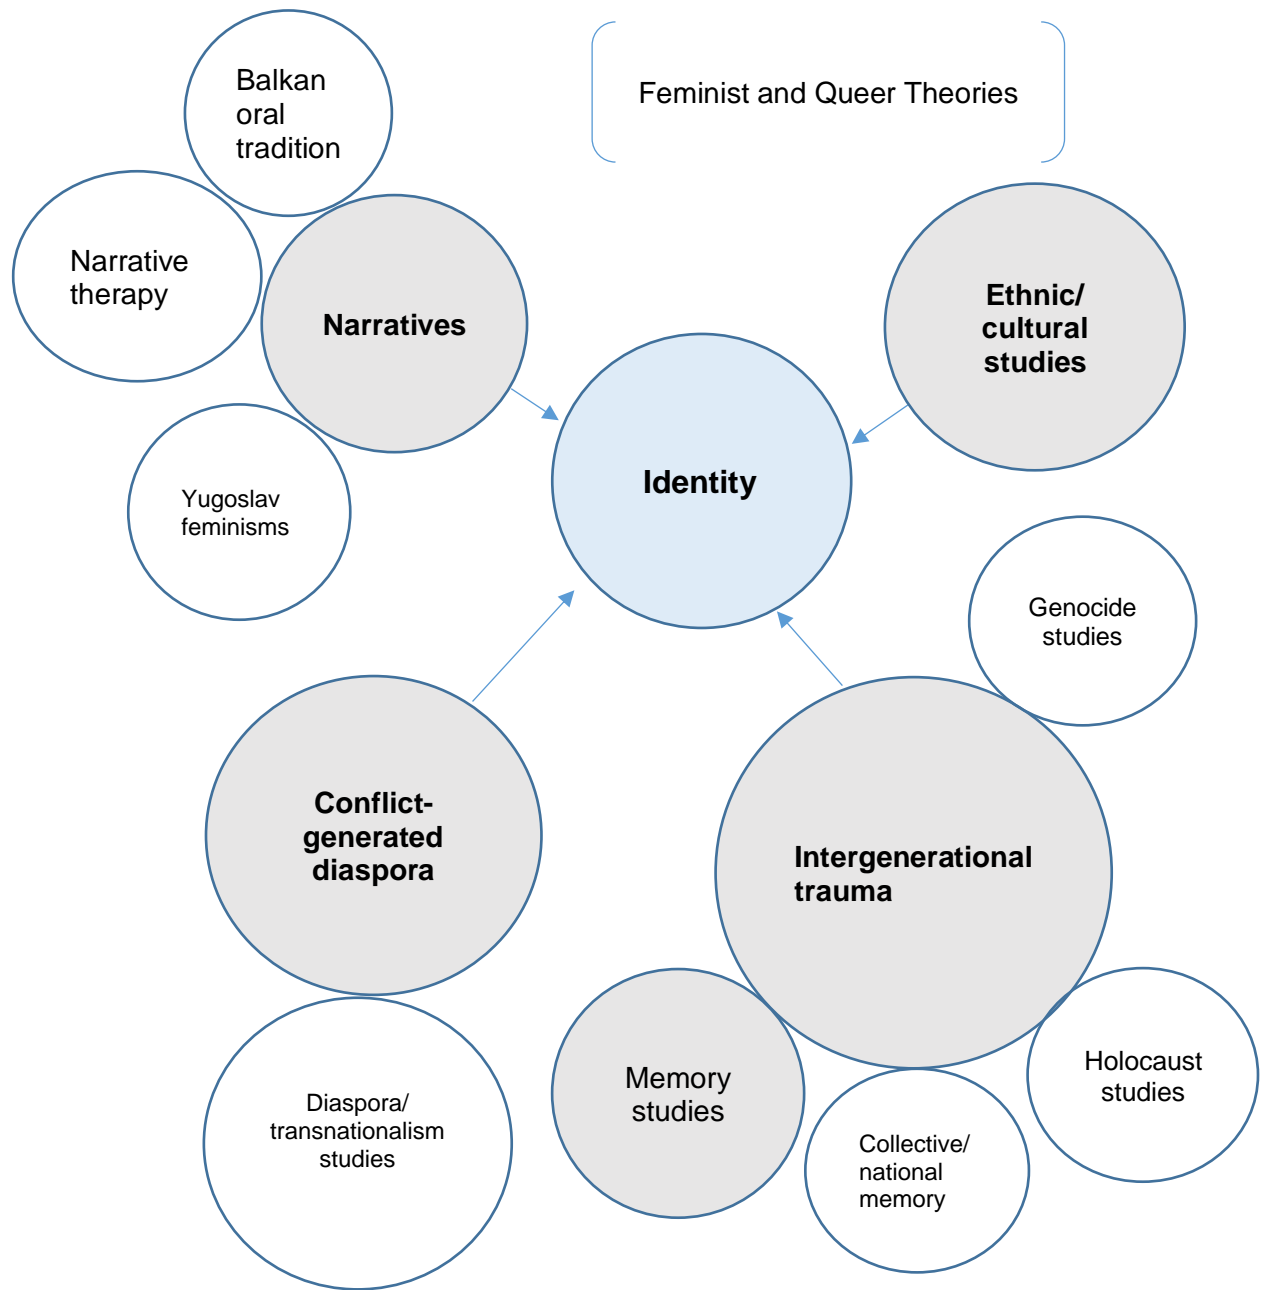 Balkan
oral
tradition
Feminist and Queer Theories
Narrative
therapy
Narratives
Ethnic/
cultural
studies
Identity
Yugoslav
feminisms
Genocide
studies
Conflict-
generated
diaspora
Intergenerational
trauma
Memory
studies
Holocaust
studies
Diaspora/
transnationalism
studies
Collective/
national
memory